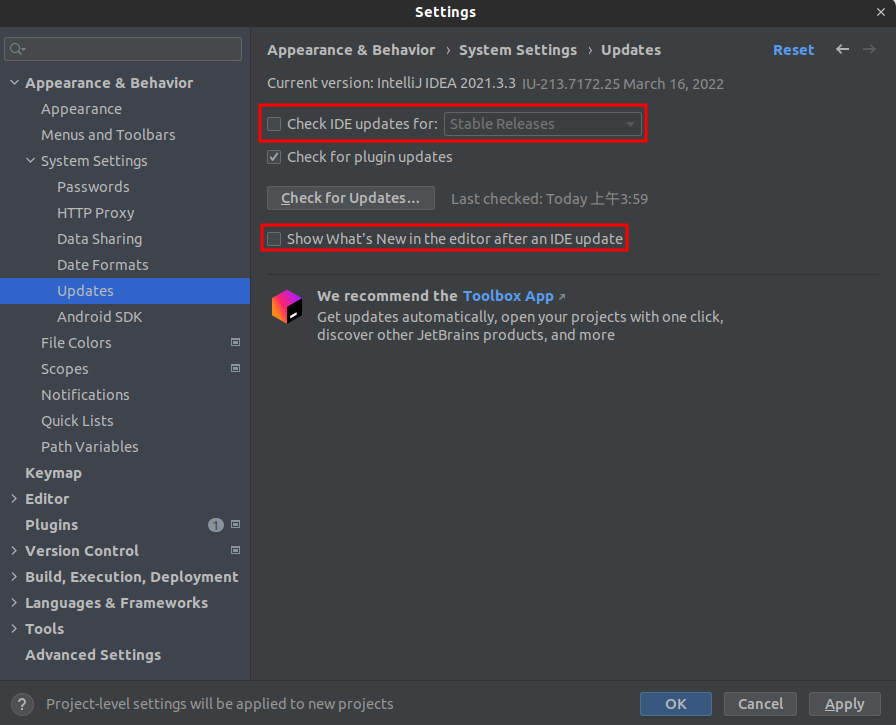 Settings
Appearance & Behavior
Appearance
Menus and Toolbars
System Settings
Passwords
HTTP Proxy
Data Sharing
Date Formats
Updates
Android SDK
File Colors
Scopes
Notifications
Quick Lists
Path Variables
Keymap
Editor
Plugins 1
Version Control
Build, Execution, Deployment
Languages & Frameworks
Tools
Advanced Settings
Appearance & Behavior › System Settings › Updates Reset
Current version: IntelliJ IDEA 2021.3.3 IU-213.7172.25 March 16, 2022
Check IDE updates for: Stable Releases
Check for plugin updates
Check for Updates... Last checked: Today 上午3:59
Show What's New in the editor after an IDE update
We recommend the Toolbox App ↗
Get updates automatically, open your projects with one click,
discover other JetBrains products, and more
? Project-level settings will be applied to new projects
OK Cancel Apply